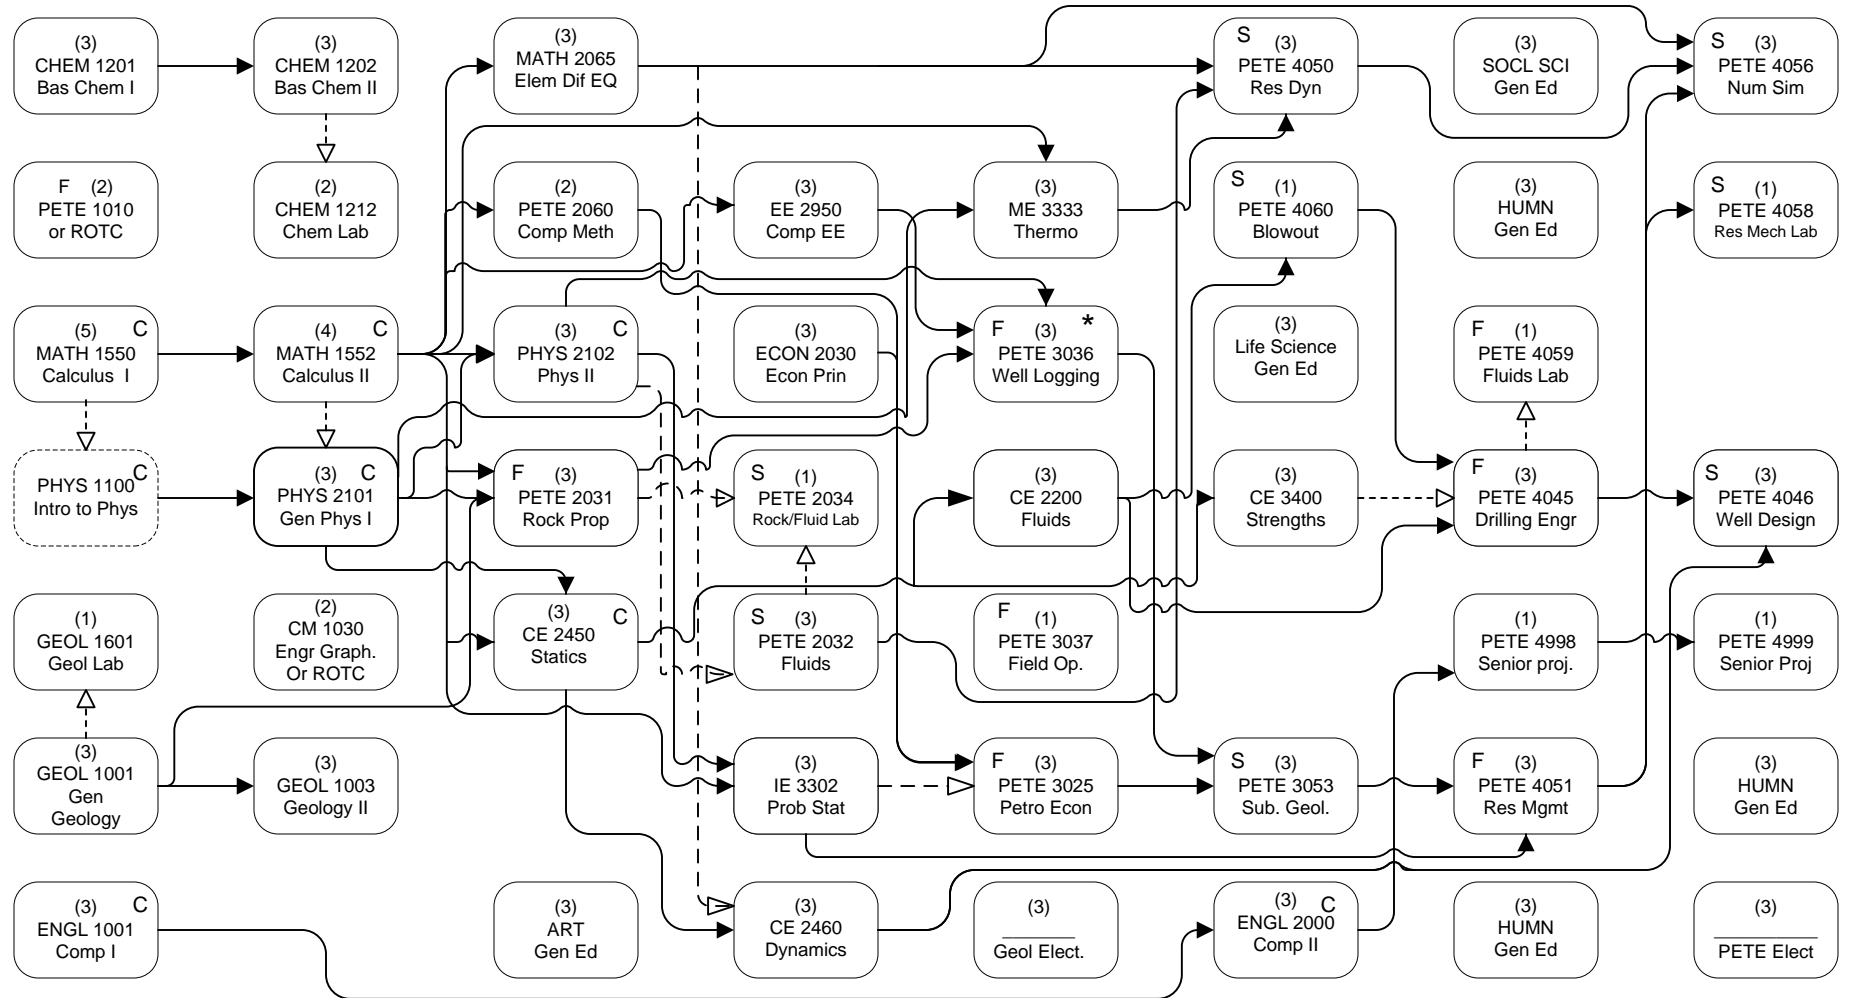 (3)
CHEM 1201
Bas Chem I
(3)
CHEM 1202
Bas Chem II
(3)
MATH 2065
Elem Dif EQ
S (3)
PETE 4050
Res Dyn
(3)
SOCL SCI
Gen Ed
S (3)
PETE 4056
Num Sim
F (2)
PETE 1010
or ROTC
(2)
CHEM 1212
Chem Lab
(2)
PETE 2060
Comp Meth
(3)
EE 2950
Comp EE
(3)
ME 3333
Thermo
S (1)
PETE 4060
Blowout
(3)
HUMN
Gen Ed
S (1)
PETE 4058
Res Mech Lab
(5) C
MATH 1550
Calculus I
(4) C
MATH 1552
Calculus II
(3) C
PHYS 2102
Phys II
(3)
ECON 2030
Econ Prin
F (3) *
PETE 3036
Well Logging
(3)
Life Science
Gen Ed
F (1)
PETE 4059
Fluids Lab
C
PHYS 1100
Intro to Phys
(3) C
PHYS 2101
Gen Phys I
F (3)
PETE 2031
Rock Prop
S (1)
PETE 2034
Rock/Fluid Lab
(3)
CE 2200
Fluids
(3)
CE 3400
Strengths
F (3)
PETE 4045
Drilling Engr
S (3)
PETE 4046
Well Design
(1)
GEOL 1601
Geol Lab
(2)
CM 1030
Engr Graph.
Or ROTC
(3) C
CE 2450
Statics
S (3)
PETE 2032
Fluids
F (1)
PETE 3037
Field Op.
(1)
PETE 4998
Senior proj.
(1)
PETE 4999
Senior Proj
(3)
GEOL 1001
Gen
Geology
(3)
GEOL 1003
Geology II
(3)
IE 3302
Prob Stat
F (3)
PETE 3025
Petro Econ
S (3)
PETE 3053
Sub. Geol.
F (3)
PETE 4051
Res Mgmt
(3)
HUMN
Gen Ed
(3) C
ENGL 1001
Comp I
(3)
ART
Gen Ed
(3)
CE 2460
Dynamics
(3)
_______
Geol Elect.
(3) C
ENGL 2000
Comp II
(3)
HUMN
Gen Ed
(3)
__________
PETE Elect